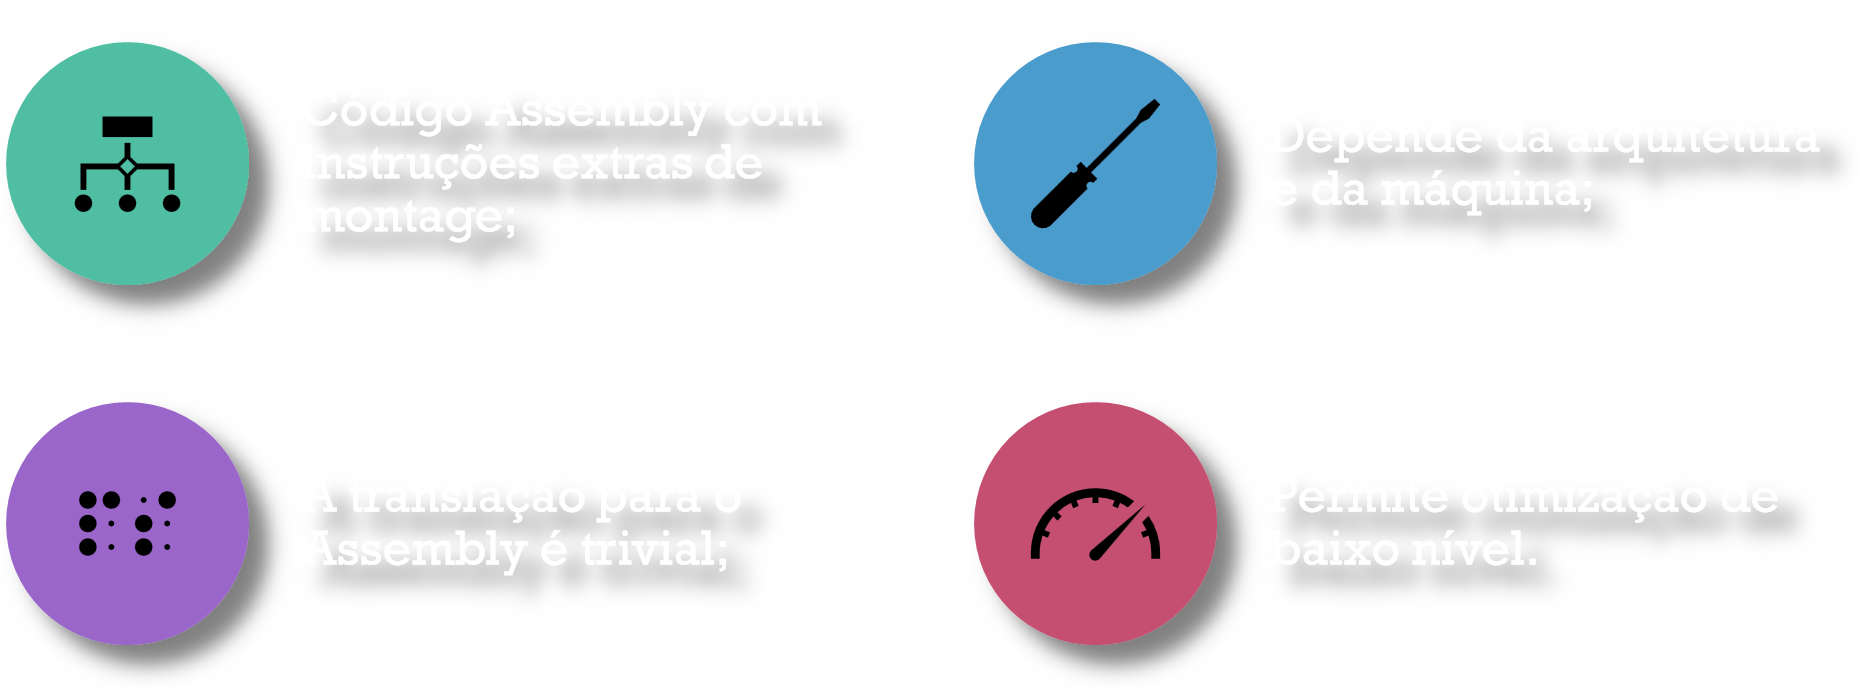 Código Assembly com
instruções extras de
montage;
Depende da arquitetura
e da máquina;
A translação para o
Assembly é trivial;
Permite otimização de
baixo nível.